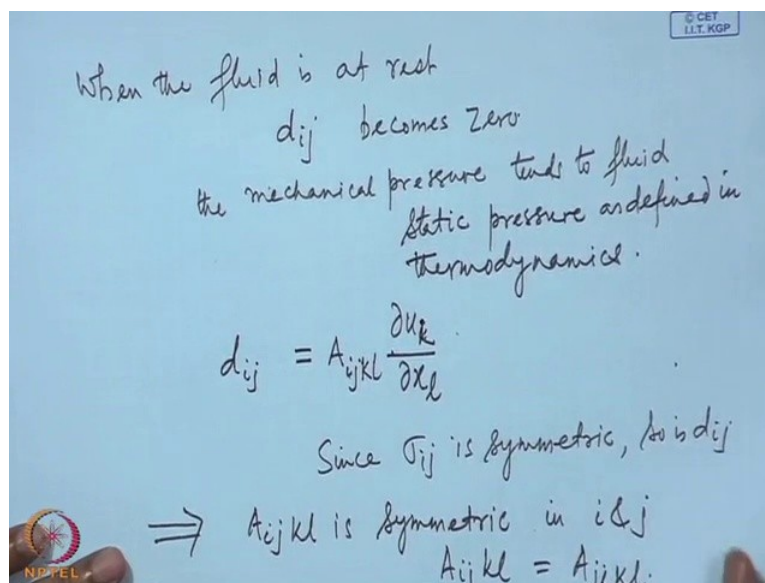 © CET
I.I.T. KGP
When the fluid is at rest
dij becomes zero
the mechanical pressure tends to fluid
static pressure as defined in
thermodynamics.
dij = Aijkl ∂uk/∂xl
Since σij is symmetric, so is dij
⇒ Aijkl is symmetric in i & j
Aijkl =
NPTEL